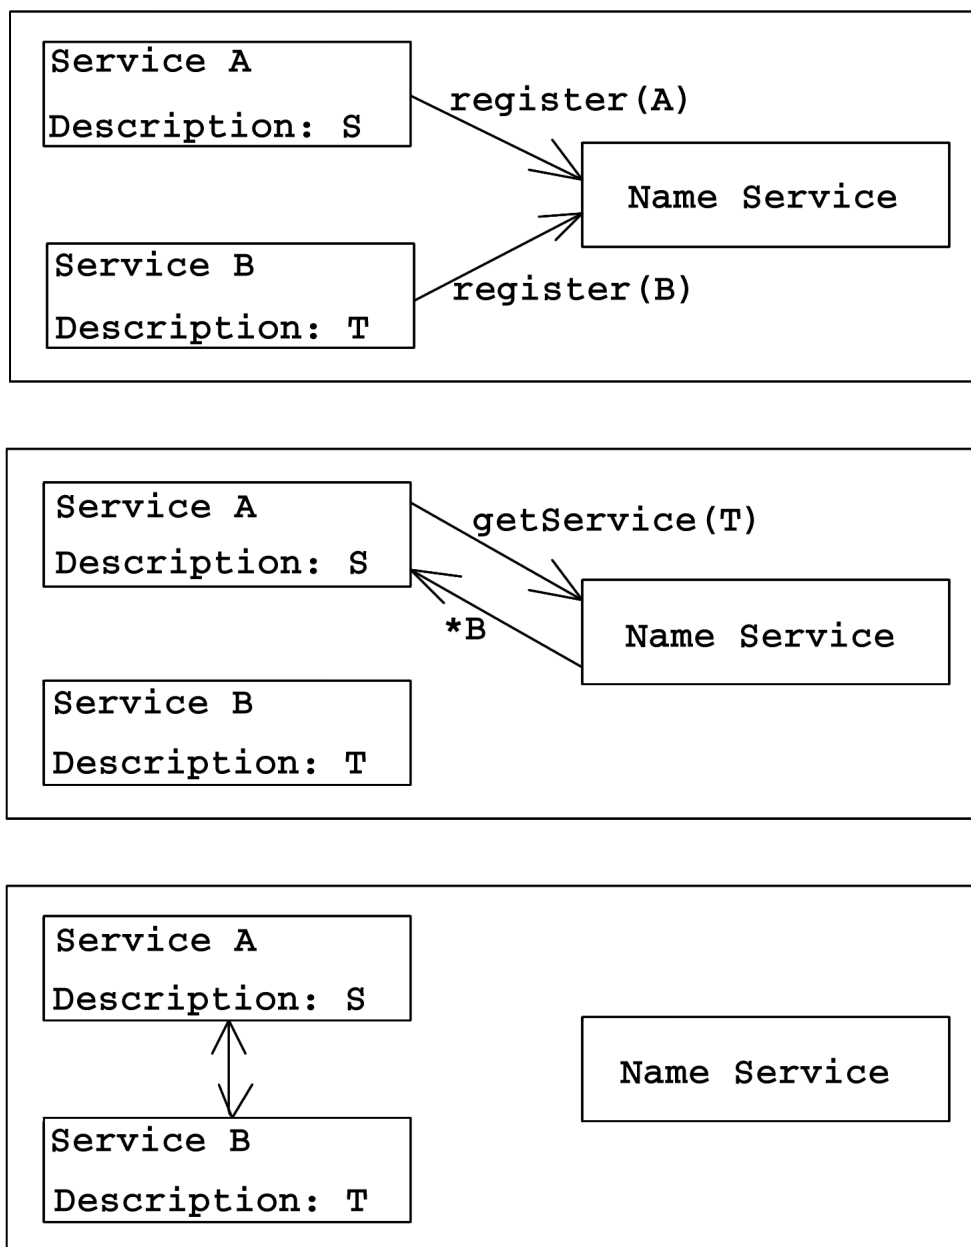 Service A
Description: S
register(A)
Name Service
Service B
Description: T
register(B)
Service A
Description: S
getService(T)
*B
Name Service
Service B
Description: T
Service A
Description: S
Name Service
Service B
Description: T